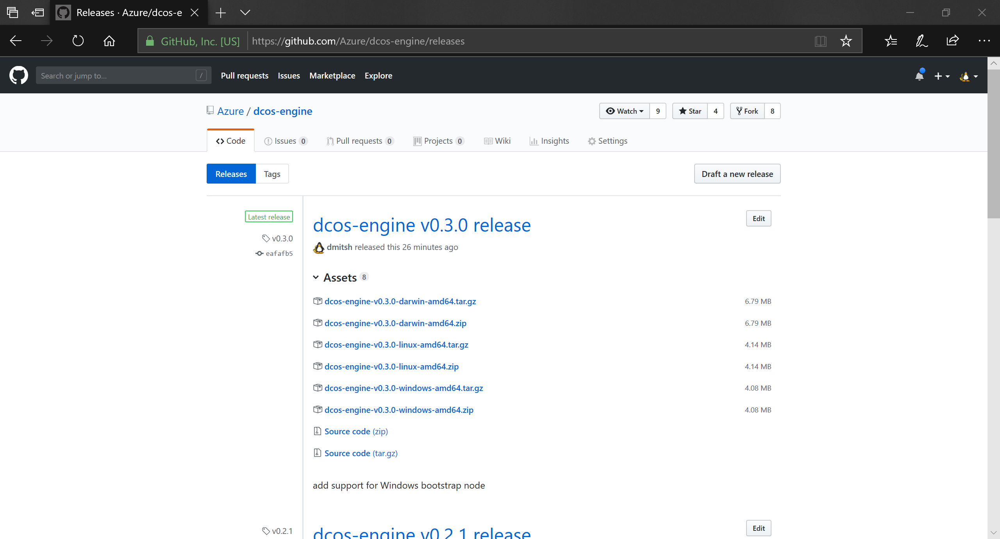 Releases · Azure/dcos-e
GitHub, Inc. [US] https://github.com/Azure/dcos-engine/releases
Search or jump to... / Pull requests Issues Marketplace Explore
Azure / dcos-engine Watch 9 Star 4 Fork 8
Code Issues 0 Pull requests 0 Projects 0 Wiki Insights Settings
Releases Tags Draft a new release
Latest release
v0.3.0
eafafb5
dcos-engine v0.3.0 release Edit
dmitsh released this 26 minutes ago
Assets 8
dcos-engine-v0.3.0-darwin-amd64.tar.gz 6.79 MB
dcos-engine-v0.3.0-darwin-amd64.zip 6.79 MB
dcos-engine-v0.3.0-linux-amd64.tar.gz 4.14 MB
dcos-engine-v0.3.0-linux-amd64.zip 4.14 MB
dcos-engine-v0.3.0-windows-amd64.tar.gz 4.08 MB
dcos-engine-v0.3.0-windows-amd64.zip 4.08 MB
Source code (zip)
Source code (tar.gz)
add support for Windows bootstrap node
v0.2.1
dcos-engine v0.2.1 release Edit